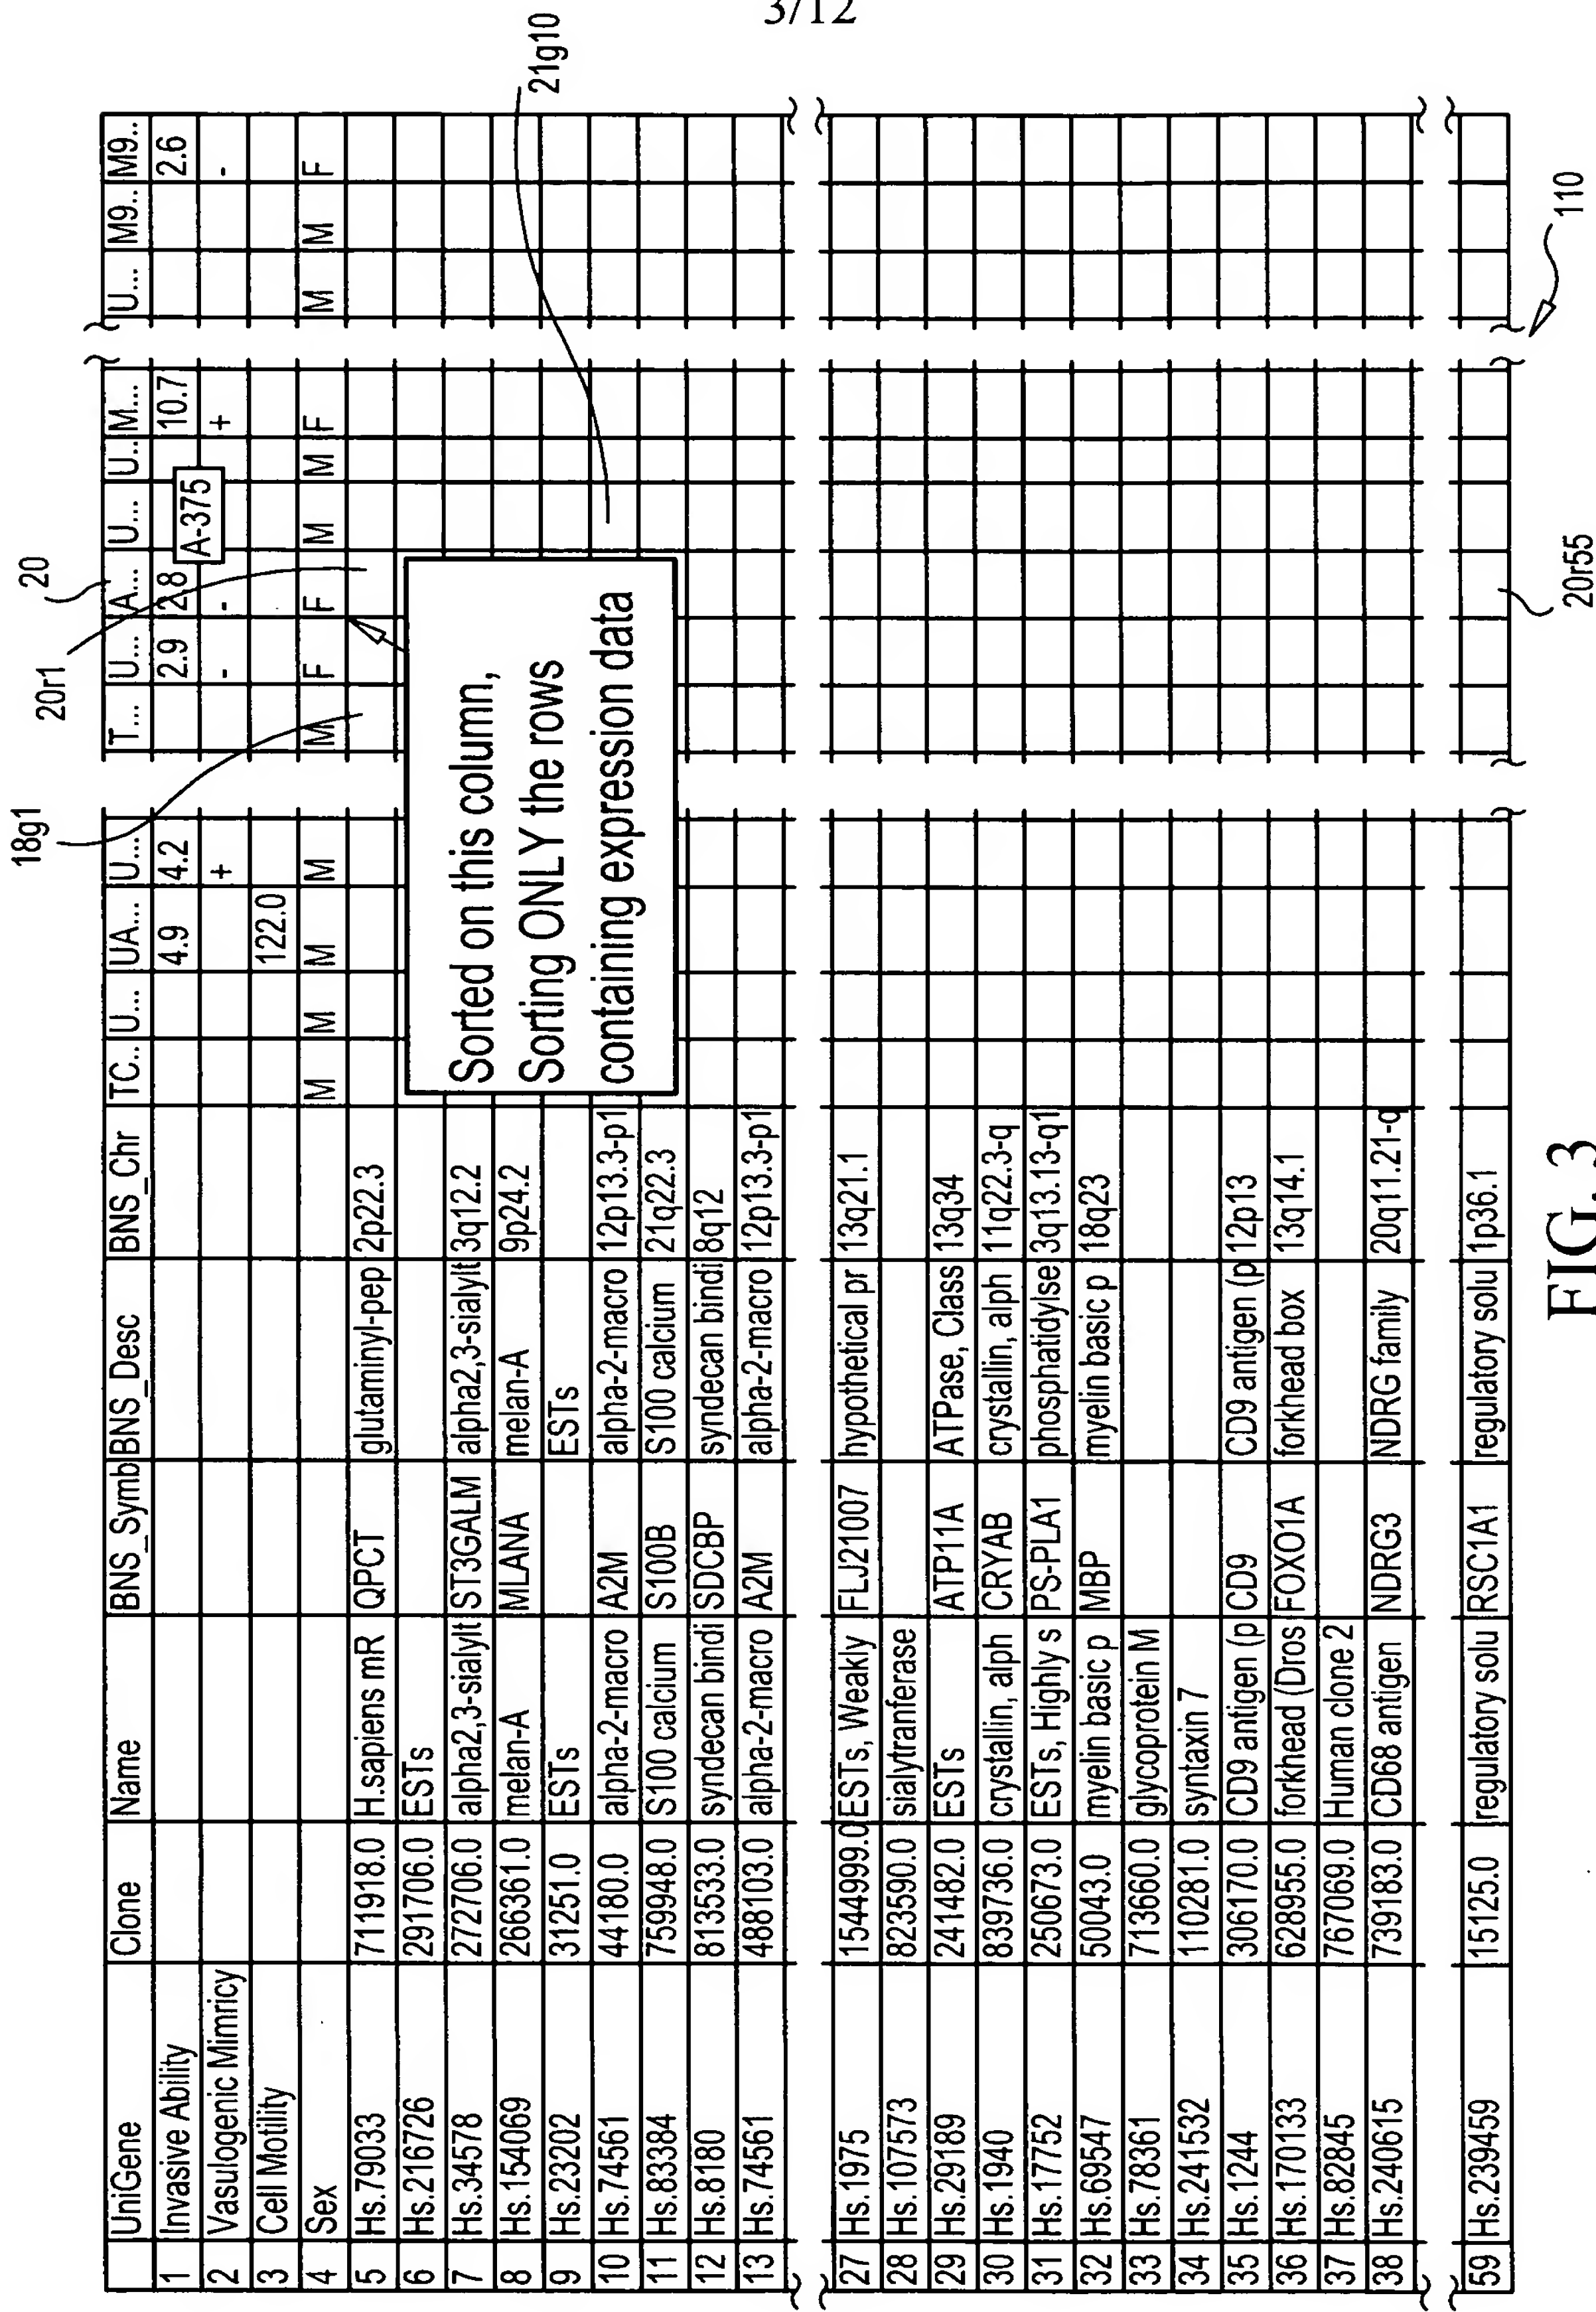 3/12
18g1 20r1 20 21g10
UniGene Clone Name BNS_Symb BNS_Desc BNS_Chr TC.. U... UA... U... T... U... A... U... U.. M... U... M9.. M9..
1 Invasive Ability 4.9 4.2 2.9 2.8 10.7 2.6
A-375
2 Vasulogenic Mimricy + - - + -
3 Cell Motility 122.0
4 Sex M M M M M F F M M F M M F
5 Hs.79033 711918.0 H.sapiens mR QPCT glutaminyl-pep 2p22.3
6 Hs.216726 291706.0 ESTs
7 Hs.34578 272706.0 alpha2,3-sialylt ST3GALM alpha2,3-sialylt 3q12.2
8 Hs.154069 266361.0 melan-A MLANA melan-A 9p24.2
9 Hs.23202 31251.0 ESTs ESTs
10 Hs.74561 44180.0 alpha-2-macro A2M alpha-2-macro 12p13.3-p1
11 Hs.83384 759948.0 S100 calcium S100B S100 calcium 21q22.3
12 Hs.8180 813533.0 syndecan bindi SDCBP syndecan bindi 8q12
13 Hs.74561 488103.0 alpha-2-macro A2M alpha-2-macro 12p13.3-p1
Sorted on this column,
Sorting ONLY the rows
containing expression data
27 Hs.1975 1544999.0 ESTs, Weakly FLJ21007 hypothetical pr 13q21.1
28 Hs.107573 823590.0 sialytranferase
29 Hs.29189 241482.0 ESTs ATP11A ATPase, Class 13q34
30 Hs.1940 839736.0 crystallin, alph CRYAB crystallin, alph 11q22.3-q
31 Hs.17752 250673.0 ESTs, Highly s PS-PLA1 phosphatidylse 3q13.13-q1
32 Hs.69547 50043.0 myelin basic p MBP myelin basic p 18q23
33 Hs.78361 713660.0 glycoprotein M
34 Hs.241532 110281.0 syntaxin 7
35 Hs.1244 306170.0 CD9 antigen (p CD9 CD9 antigen (p 12p13
36 Hs.170133 628955.0 forkhead (Dros FOXO1A forkhead box 13q14.1
37 Hs.82845 767069.0 Human clone 2
38 Hs.240615 739183.0 CD68 antigen NDRG3 NDRG family 20q11.21-q
59 Hs.239459 15125.0 regulatory solu RSC1A1 regulatory solu 1p36.1
20r55 110
FIG. 3